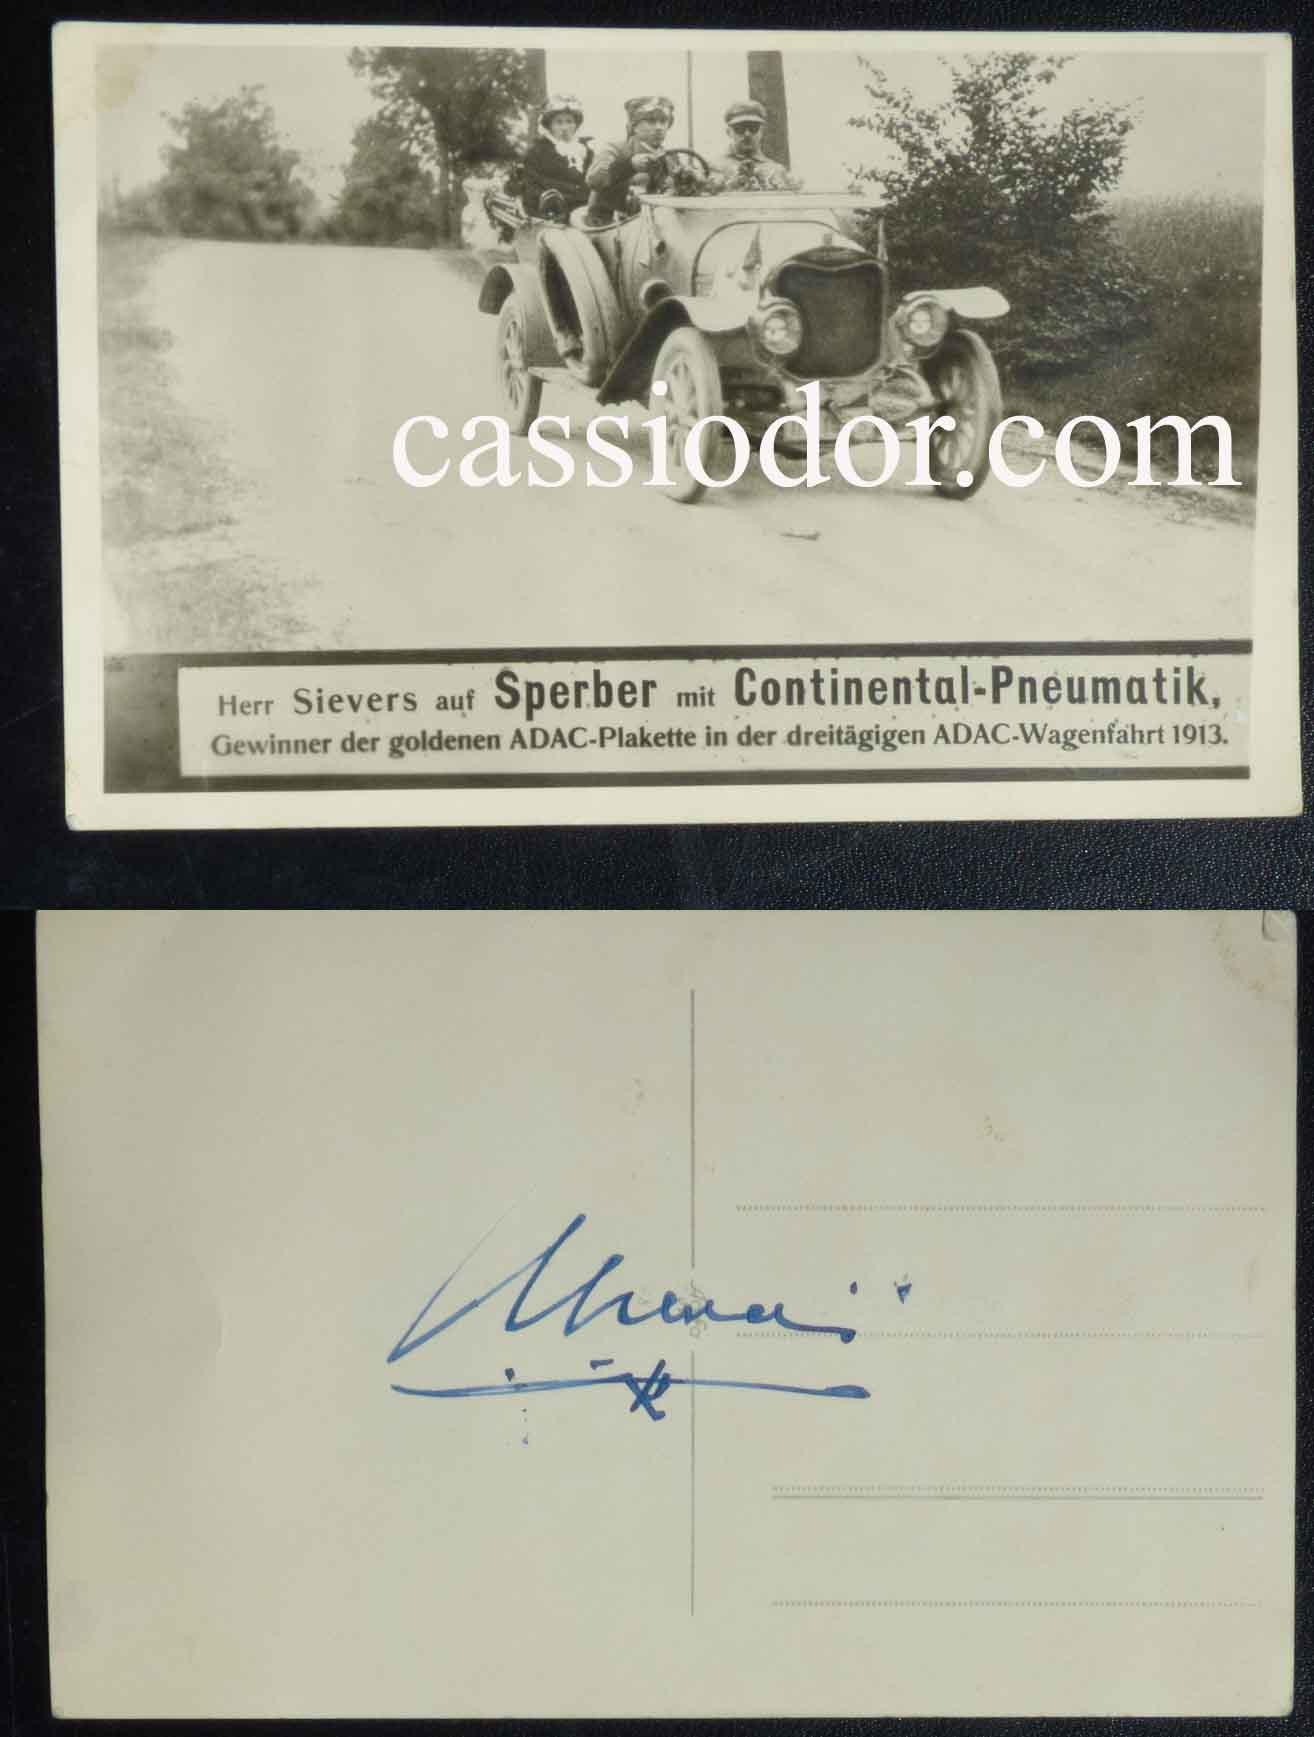 cassiodor.com
Herr Sievers auf Sperber mit Continental-Pneumatik,
Gewinner der goldenen ADAC-Plakette in der dreitägigen ADAC-Wagenfahrt 1913.